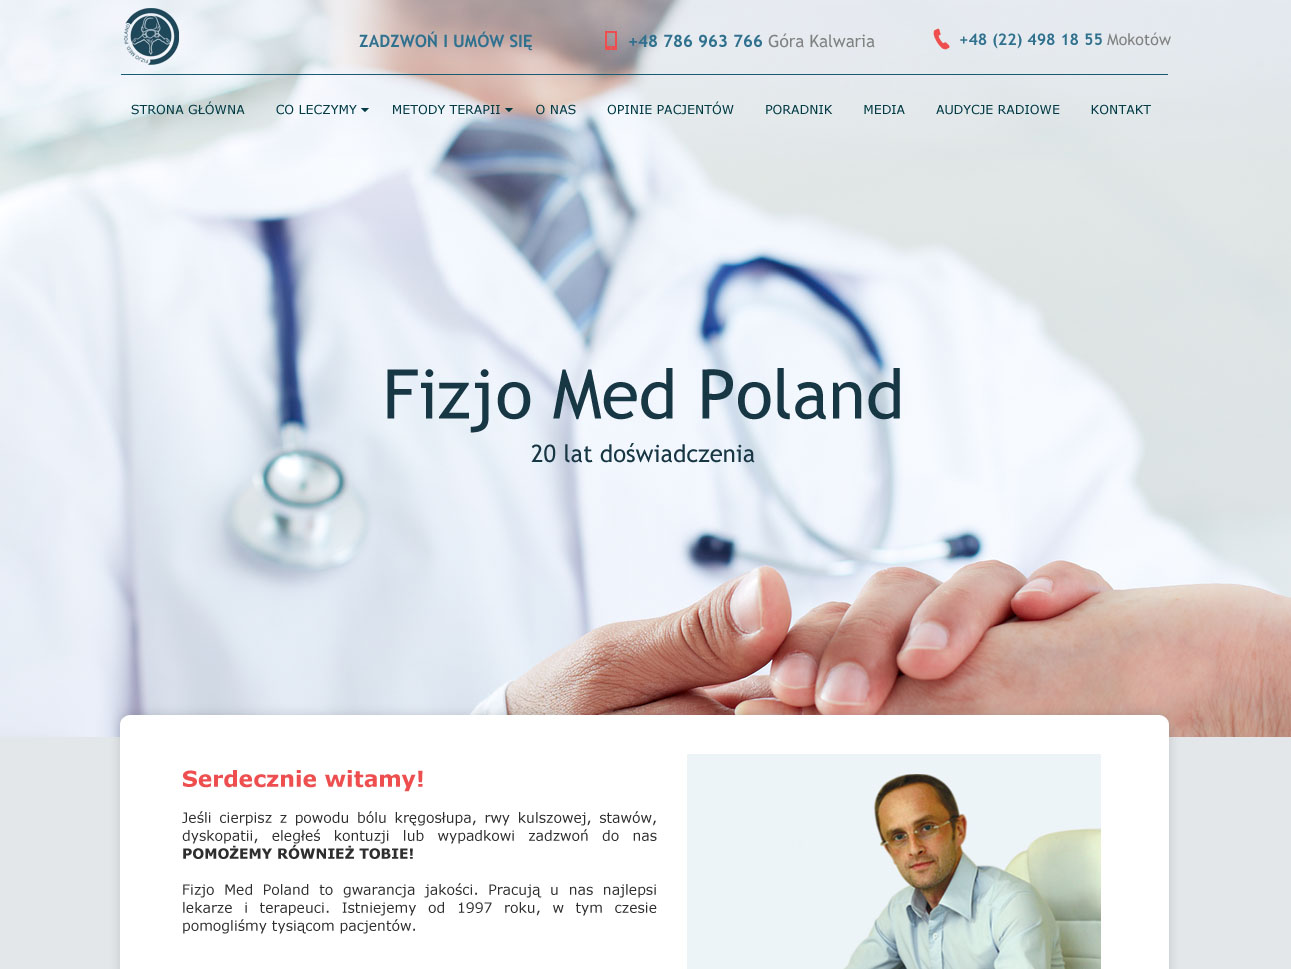 ZADZWOŃ I UMÓW SIĘ
+48 786 963 766 Góra Kalwaria
+48 (22) 498 18 55 Mokotów
STRONA GŁÓWNA CO LECZYMY METODY TERAPII O NAS OPINIE PACJENTÓW PORADNIK MEDIA AUDYCJE RADIOWE KONTAKT
Fizjo Med Poland
20 lat doświadczenia
Serdecznie witamy!
Jeśli cierpisz z powodu bólu kręgosłupa, rwy kulszowej, stawów,
dyskopatii, eległeś kontuzji lub wypadkowi zadzwoń do nas
POMOŻEMY RÓWNIEŻ TOBIE!
Fizjo Med Poland to gwarancja jakości. Pracują u nas najlepsi
lekarze i terapeuci. Istniejemy od 1997 roku, w tym czesie
pomogliśmy tysiącom pacjentów.